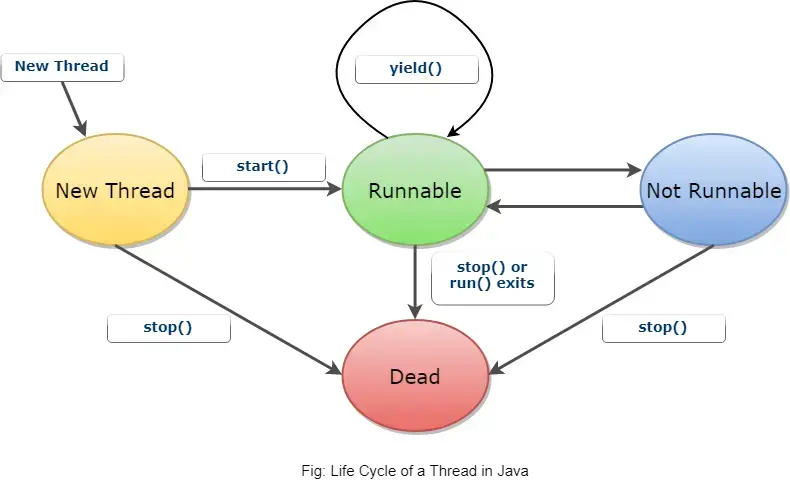 yield()
New Thread
start()
New Thread
Runnable
Not Runnable
stop() or
run() exits
stop()
stop()
Dead
Fig: Life Cycle of a Thread in Java